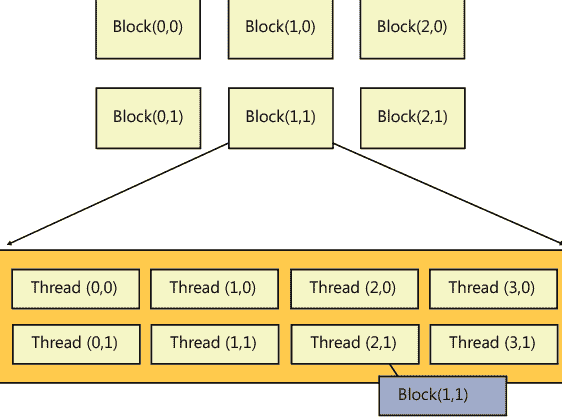 Block(0,0) Block(1,0) Block(2,0)
Block(0,1) Block(1,1) Block(2,1)
Thread (0,0) Thread (1,0) Thread (2,0) Thread (3,0)
Thread (0,1) Thread (1,1) Thread (2,1) Thread (3,1)
Block(1,1)